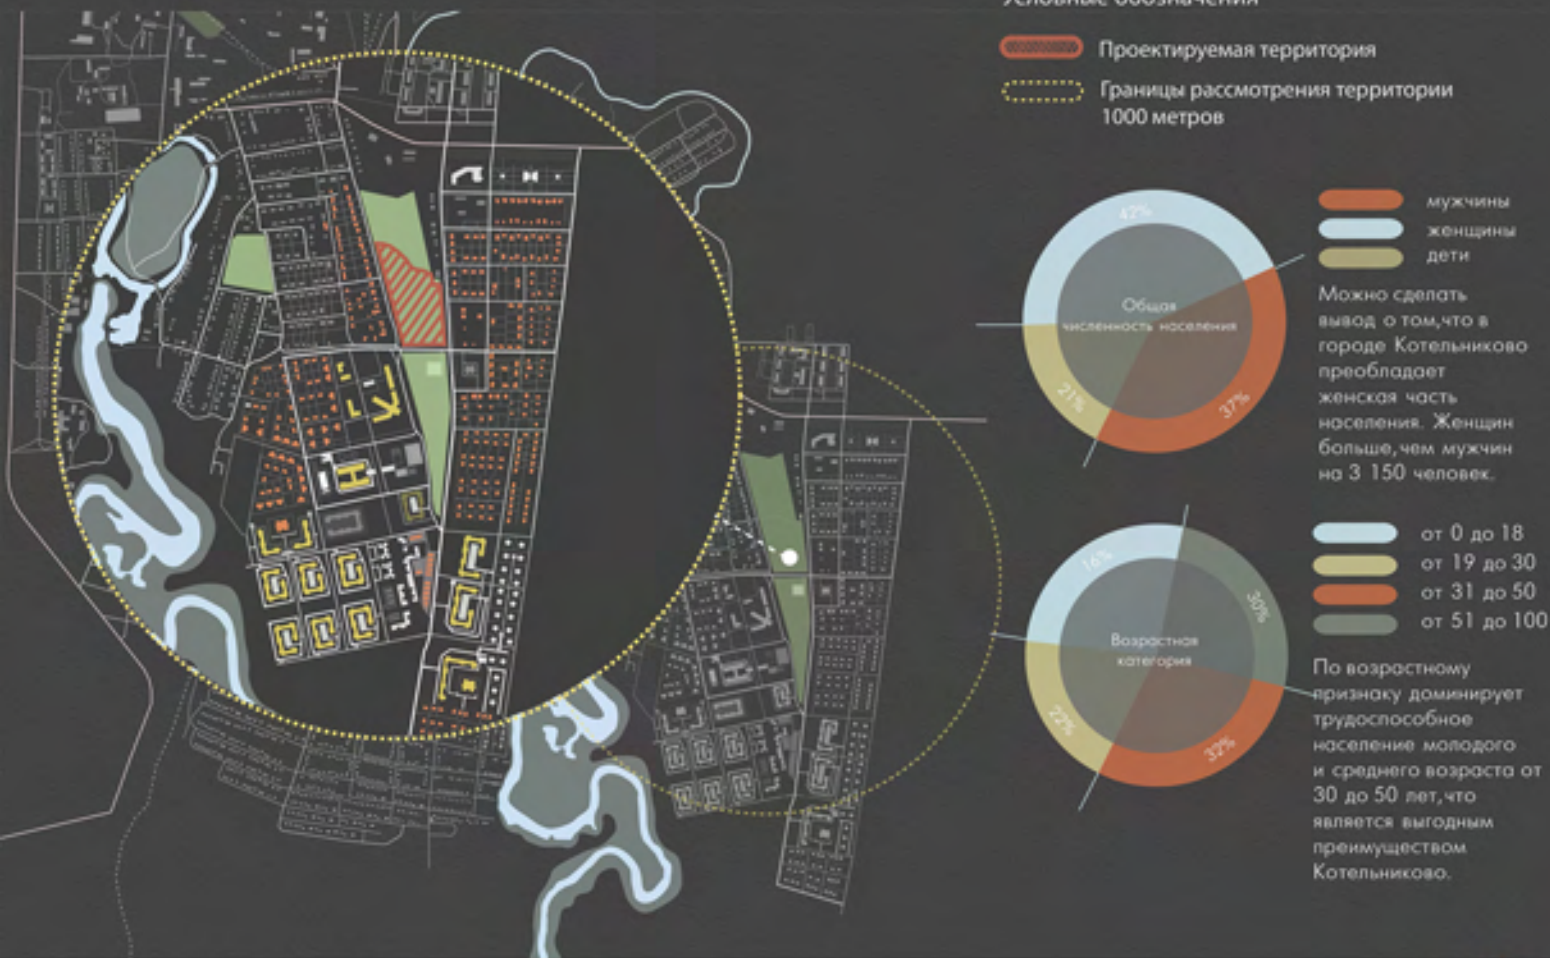 Условные обозначения
Проектируемая территория
Границы рассмотрения территории
1000 метров
42%
Общая
численность населения
21%
37%
мужчины
женщины
дети
Можно сделать
вывод о том,что в
городе Котельниково
преобладает
женская часть
населения. Женщин
больше,чем мужчин
на 3 150 человек.
16%
30%
Возрастная
категория
22%
32%
от 0 до 18
от 19 до 30
от 31 до 50
от 51 до 100
По возрастному
признаку доминирует
трудоспособное
население молодого
и среднего возраста от
30 до 50 лет,что
является выгодным
преимуществом
Котельниково.